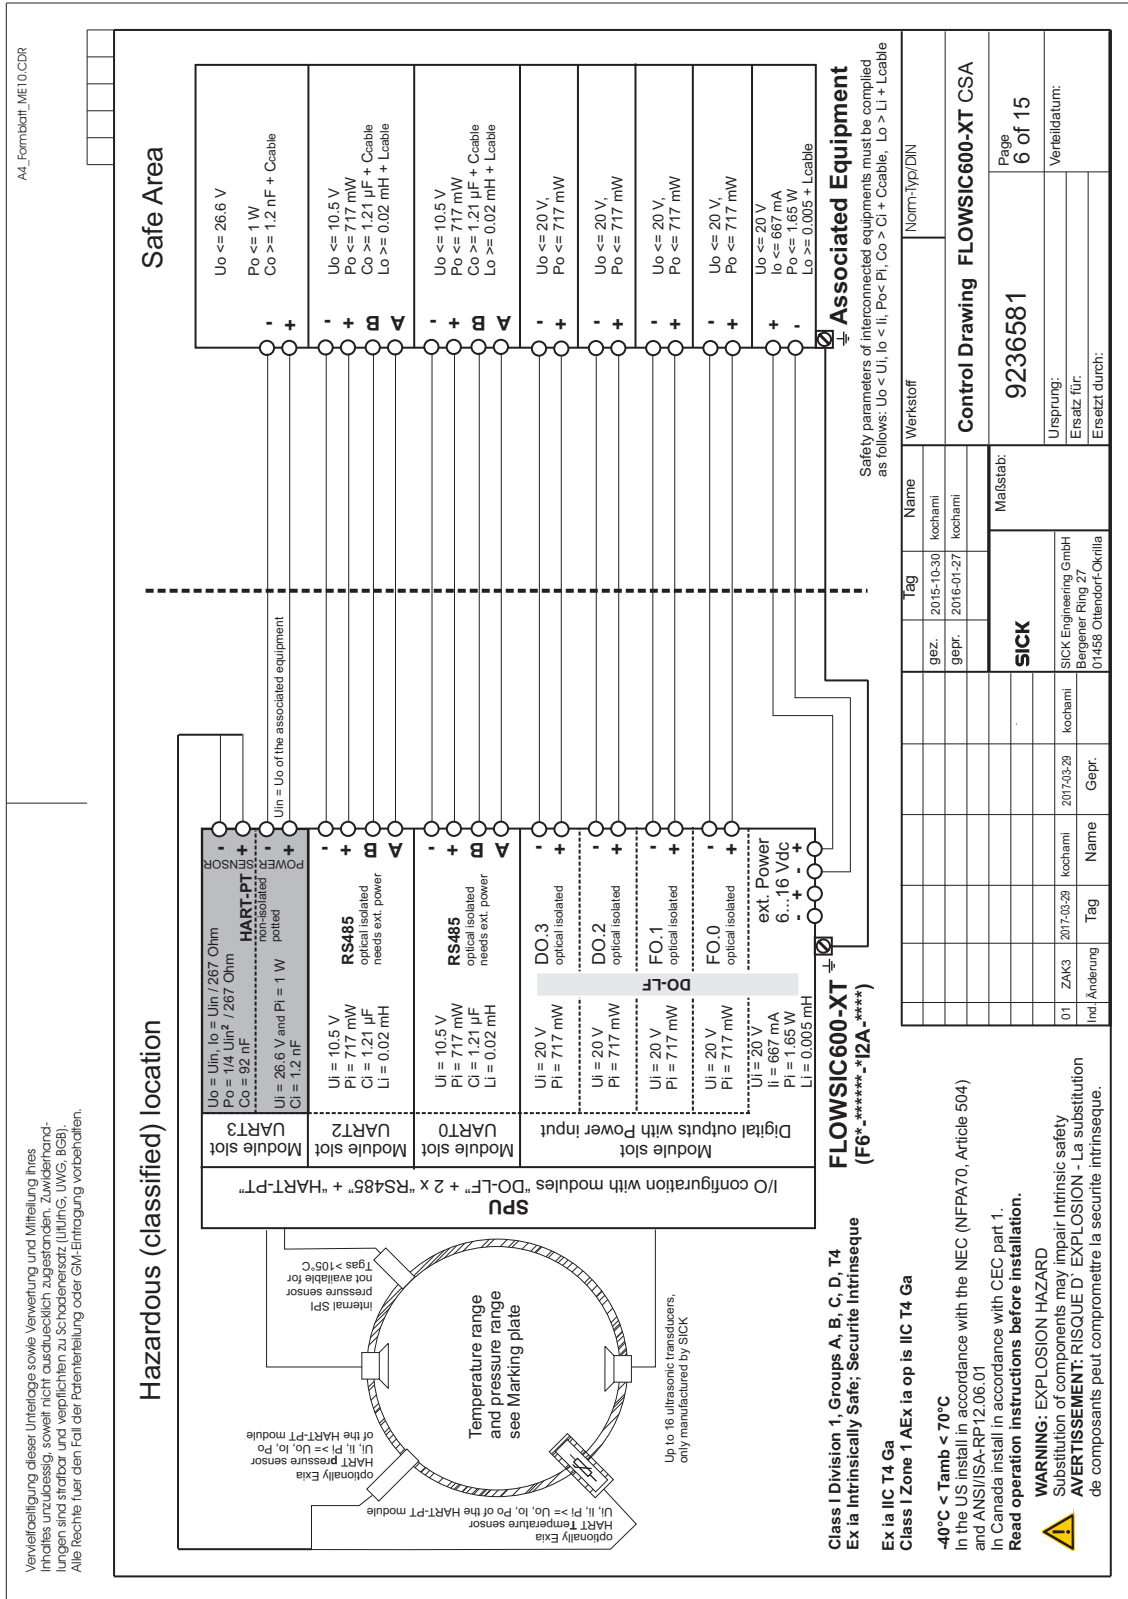 A4_Formblatt_ME10.CDR
Vervielfaeltigung dieser Unterlage sowie Verwertung und Mitteilung ihres
Inhaltes unzulaessig, soweit nicht ausdruecklich zugestanden. Zuwiderhand-
lungen sind strafbar und verpflichten zu Schadenersatz (LitUrhG, UWG, BGB).
Alle Rechte fuer den Fall der Patenterteilung oder GM-Eintragung vorbehalten.
Hazardous (classified) location
Safe Area
optionally Exia
HART Temperature sensor
Ui, Ii, Pi >= Uo, Io, Po of the HART-PT module
optionally Exia
HART pressure sensor
Ui, Ii, Pi >= Uo, Io, Po
of the HART-PT module
internal SPI
pressure sensor
not available for
Tgas >105°C
Temperature range
and pressure range
see Marking plate
Up to 16 ultrasonic transducers,
only manufactured by SICK
SPU
I/O configuration with modules "DO-LF" + 2 x "RS485" + "HART-PT"
Module slot
UART3
Uo = Uin, Io = Uin / 267 Ohm
Po = 1/4 Uin² / 267 Ohm
Co = 92 nF
HART-PT
non-isolated
potted
Ui = 26.6 V and Pi = 1 W
Ci = 1.2 nF
SENSOR
- +
POWER
- +
Uin = Uo of the associated equipment
Module slot
UART2
Ui = 10.5 V
Pi = 717 mW
Ci = 1.21 µF
Li = 0.02 mH
RS485
optical isolated
needs ext. power
- + B A
Module slot
UART0
Ui = 10.5 V
Pi = 717 mW
Ci = 1.21 µF
Li = 0.02 mH
RS485
optical isolated
needs ext. power
- + B A
Module slot
Digital outputs with Power input
DO-LF
Ui = 20 V
Pi = 717 mW
DO.3
optical isolated
- +
Ui = 20 V
Pi = 717 mW
DO.2
optical isolated
- +
Ui = 20 V
Pi = 717 mW
FO.1
optical isolated
- +
Ui = 20 V
Pi = 717 mW
FO.0
optical isolated
- +
Ui = 20 V
Ii = 667 mA
Pi = 1.65 W
Li = 0.005 mH
ext. Power
6...16 Vdc
- + - +
FLOWSIC600-XT
(F6*-******-*I2A-****)
- +
Uo <= 26.6 V
Po <= 1 W
Co >= 1.2 nF + Ccable
- + B A
Uo <= 10.5 V
Po <= 717 mW
Co >= 1.21 µF + Ccable
Lo >= 0.02 mH + Lcable
- + B A
Uo <= 10.5 V
Po <= 717 mW
Co >= 1.21 µF + Ccable
Lo >= 0.02 mH + Lcable
- +
Uo <= 20 V,
Po <= 717 mW
- +
Uo <= 20 V,
Po <= 717 mW
- +
Uo <= 20 V,
Po <= 717 mW
- +
Uo <= 20 V,
Po <= 717 mW
+ -
Uo <= 20 V
Io <= 667 mA
Po <= 1.65 W
Lo >= 0.005 + Lcable
Associated Equipment
Safety parameters of interconnected equipments must be complied
as follows: Uo < Ui, Io < Ii, Po< Pi, Co > Ci + Ccable, Lo > Li + Lcable
Class I Division 1, Groups A, B, C, D, T4
Ex ia Intrinsically Safe; Securite Intrinseque
Ex ia IIC T4 Ga
Class I Zone 1 AEx ia op is IIC T4 Ga
-40°C < Tamb < 70°C
In the US install in accordance with the NEC (NFPA70, Article 504)
and ANSI/ISA-RP12.06.01
In Canada install in accordance with CEC part 1.
Read operation instructions before installation.
WARNING: EXPLOSION HAZARD
Substitution of components may impair Intrinsic safety
AVERTISSEMENT: RISQUE D` EXPLOSION - La substitution
de composants peut compromettre la securite intrinseque.
Tag Name
gez. 2015-10-30 kochami
gepr. 2016-01-27 kochami
Werkstoff
Norm-Typ/DIN
Control Drawing FLOWSIC600-XT CSA
Maßstab:
SICK
9236581
Page
6 of 15
SICK Engineering GmbH
Bergener Ring 27
01458 Ottendorf-Okrilla
Ursprung:
Ersatz für:
Ersetzt durch:
Verteildatum:
01 ZAK3 2017-03-29 kochami 2017-03-29 kochami
Ind. Änderung Tag Name Gepr.